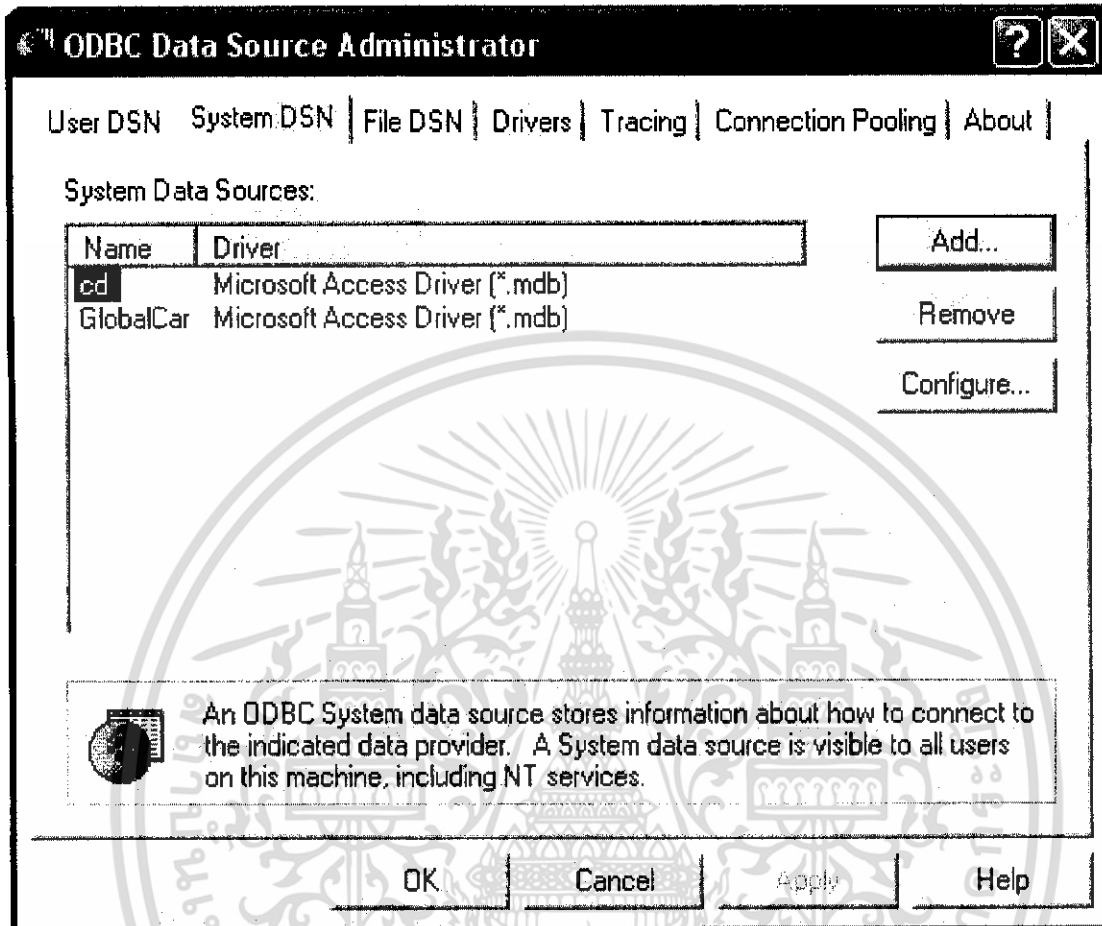 ODBC Data Source Administrator
User DSN System DSN File DSN Drivers Tracing Connection Pooling About
System Data Sources:
Name Driver
cd Microsoft Access Driver (*.mdb)
GlobalCar Microsoft Access Driver (*.mdb)
Add...
Remove
Configure...
An ODBC System data source stores information about how to connect to
the indicated data provider. A System data source is visible to all users
on this machine, including NT services.
OK Cancel Apply Help